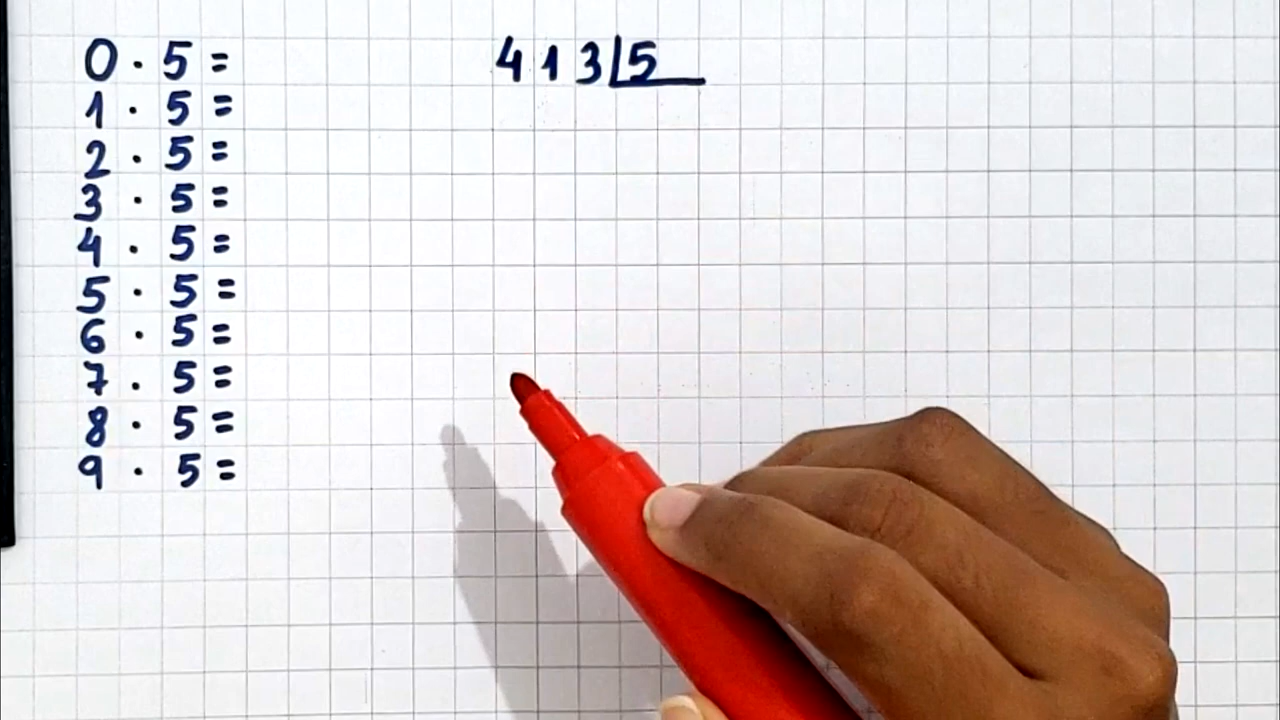 0 · 5 =
1 · 5 =
2 · 5 =
3 · 5 =
4 · 5 =
5 · 5 =
6 · 5 =
7 · 5 =
8 · 5 =
9 · 5 =
413|5